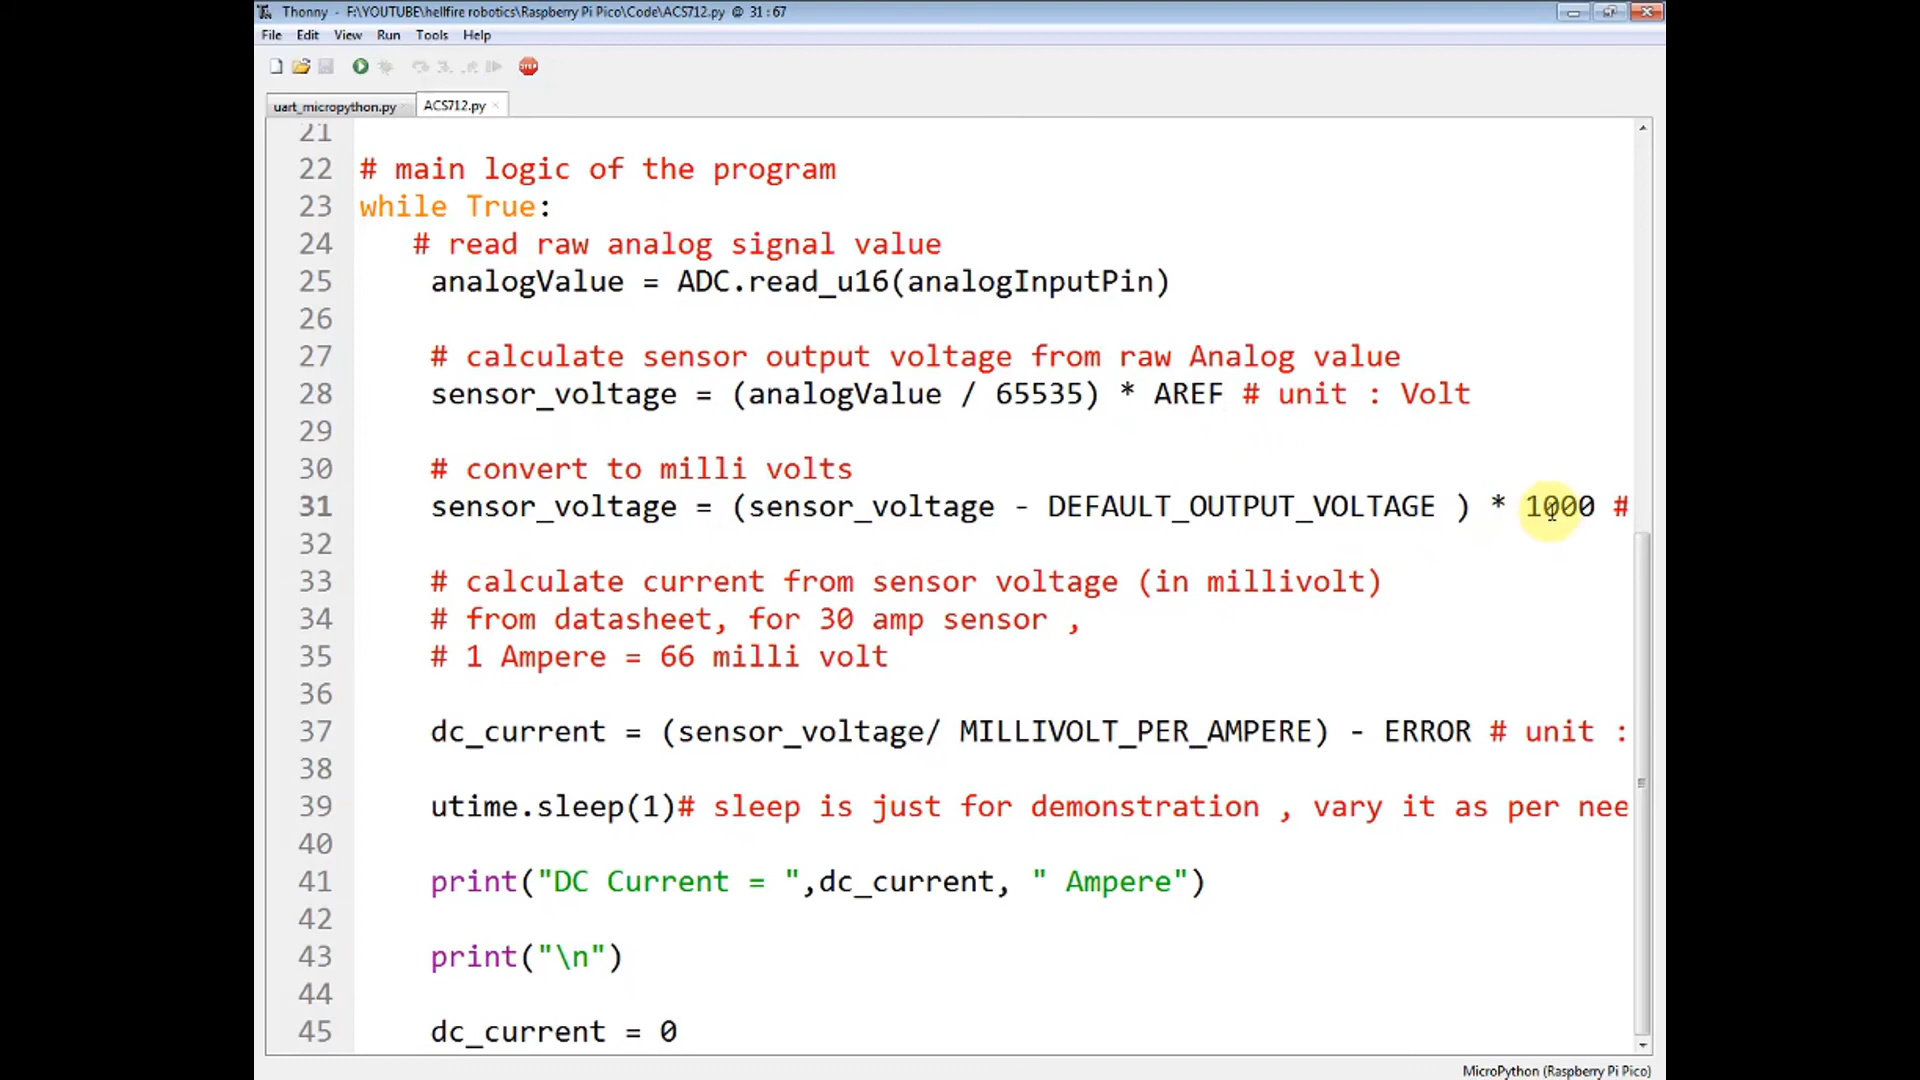 Thonny - F:\YOUTUBE\hellfire robotics\Raspberry Pi Pico\Code\ACS712.py @ 31:67
File Edit View Run Tools Help
STOP
uart_micropython.py × ACS712.py ×
21
22 # main logic of the program
23 while True:
24 # read raw analog signal value
25 analogValue = ADC.read_u16(analogInputPin)
26
27 # calculate sensor output voltage from raw Analog value
28 sensor_voltage = (analogValue / 65535) * AREF # unit : Volt
29
30 # convert to milli volts
31 sensor_voltage = (sensor_voltage - DEFAULT_OUTPUT_VOLTAGE ) * 1000 #
32
33 # calculate current from sensor voltage (in millivolt)
34 # from datasheet, for 30 amp sensor ,
35 # 1 Ampere = 66 milli volt
36
37 dc_current = (sensor_voltage/ MILLIVOLT_PER_AMPERE) - ERROR # unit :
38
39 utime.sleep(1)# sleep is just for demonstration , vary it as per nee
40
41 print("DC Current = ",dc_current, " Ampere")
42
43 print("\n")
44
45 dc_current = 0
MicroPython (Raspberry Pi Pico)